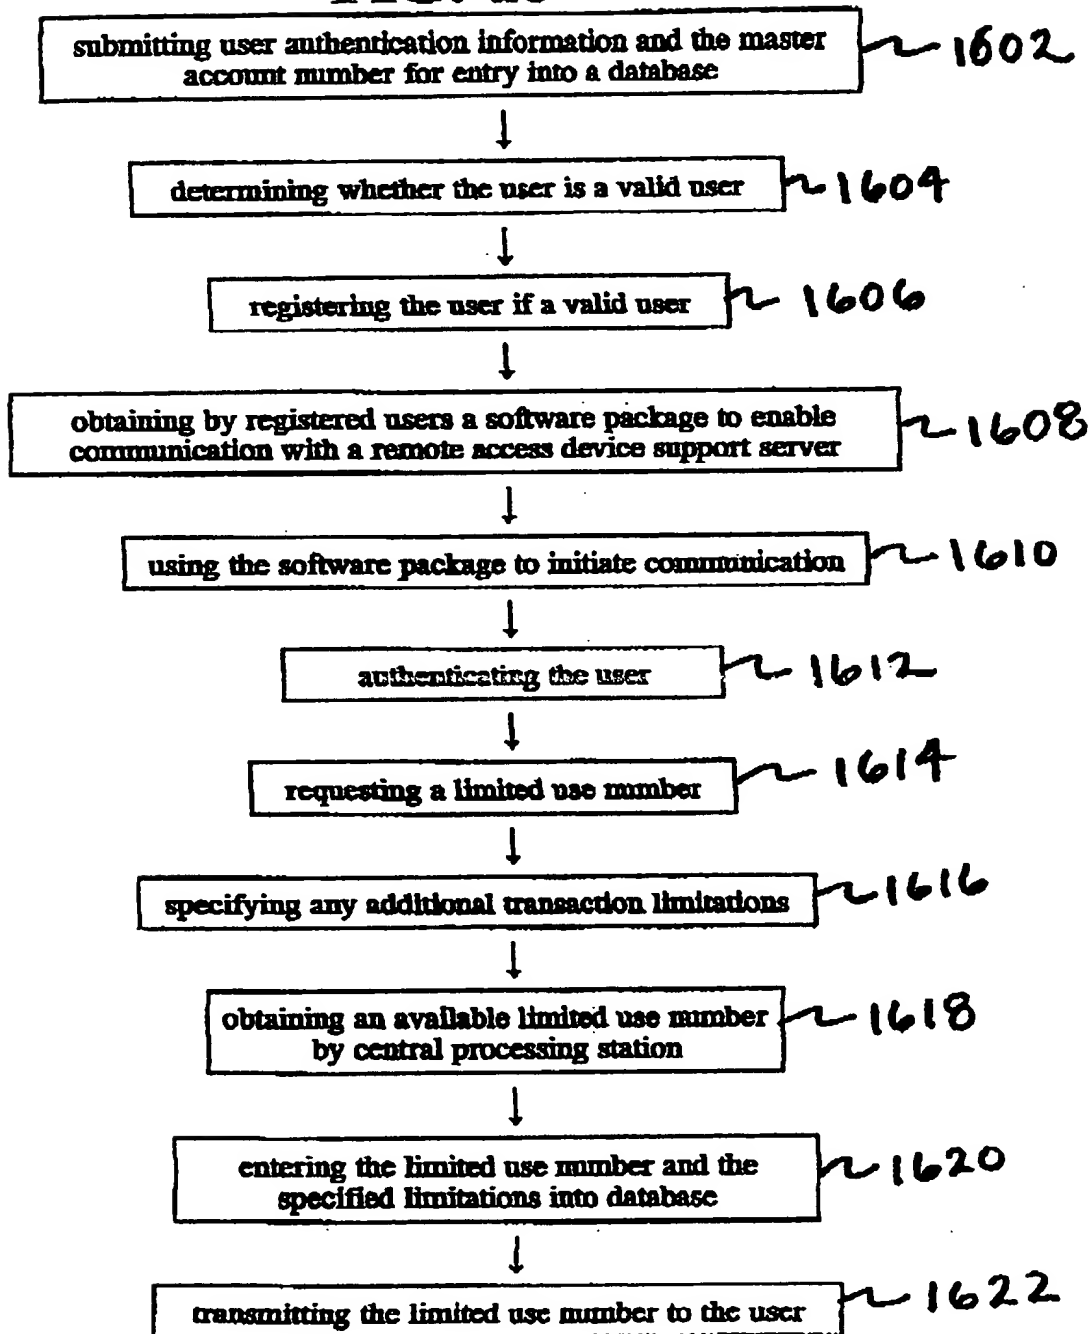 submitting user authentication information and the master
account number for entry into a database
1602
determining whether the user is a valid user
1604
registering the user if a valid user
1606
obtaining by registered users a software package to enable
communication with a remote access device support server
1608
using the software package to initiate communication
1610
authenticating the user
1612
requesting a limited use number
1614
specifying any additional transaction limitations
1616
obtaining an available limited use number
by central processing station
1618
entering the limited use number and the
specified limitations into database
1620
transmitting the limited use number to the user
1622